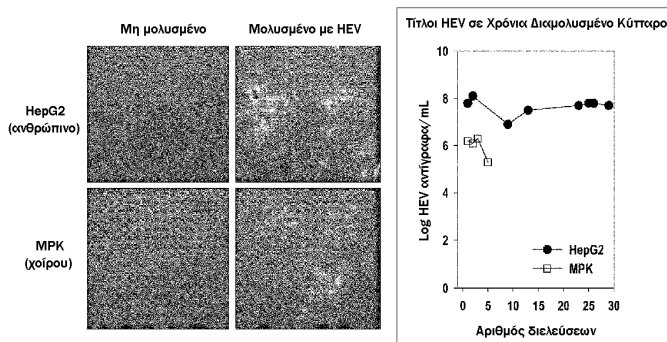 Μη μολυσμένο
Μολυσμένο με HEV
HepG2
(ανθρώπινο)
MPK
(χοίρου)
Τίτλοι HEV σε Χρόνια Διαμολυσμένο Κύτταρο
Log HEV αντίγραφα/mL
10
8
6
4
2
0
HepG2
MPK
0 5 10 15 20 25 30
Αριθμός διελεύσεων